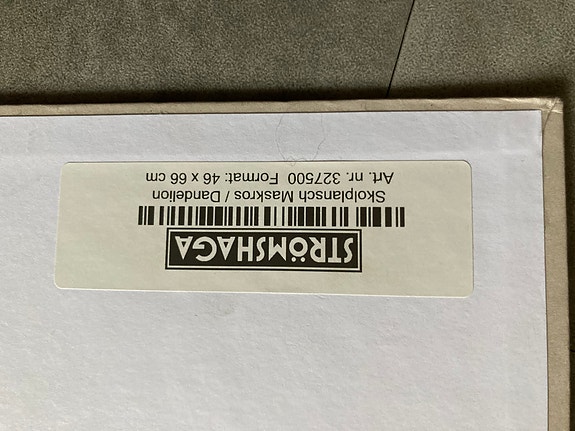 STRÖMSHAGA
Skolplansch Maskros / Dandelion
Art. nr. 327500 Format: 46 x 66 cm